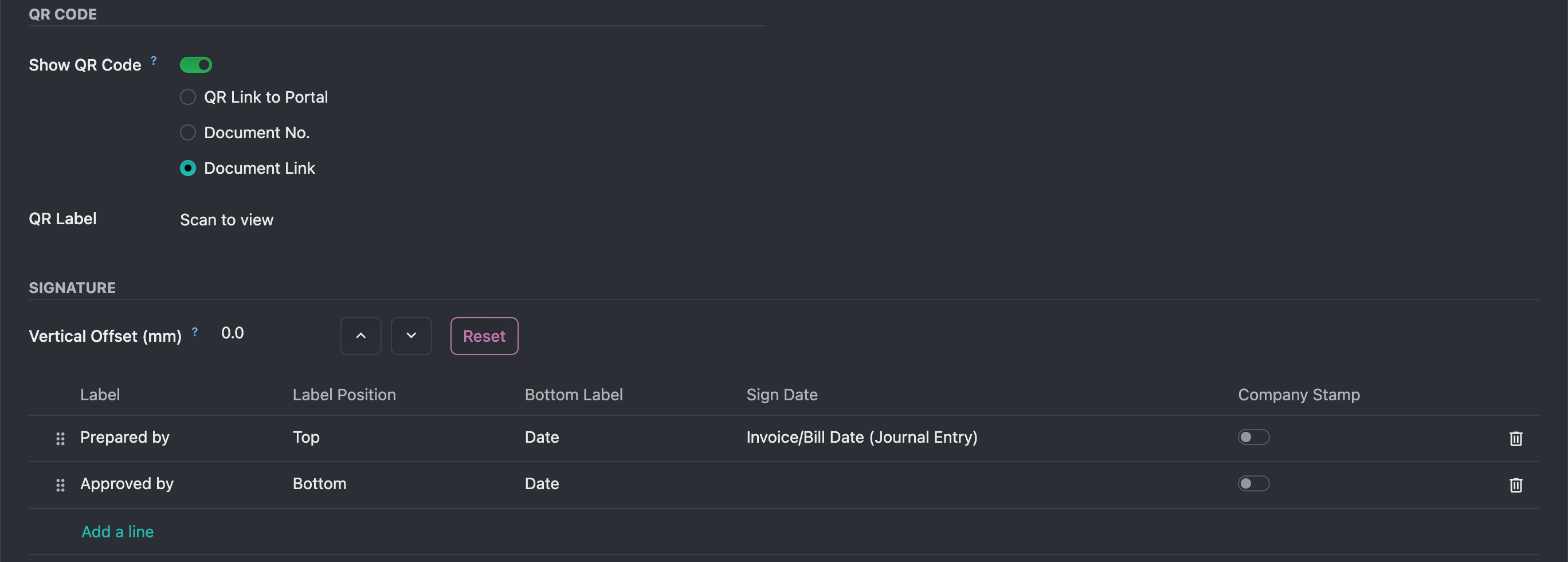 QR CODE
Show QR Code ?
QR Link to Portal
Document No.
Document Link
QR Label Scan to view
SIGNATURE
Vertical Offset (mm) ? 0.0 Reset
Label Label Position Bottom Label Sign Date Company Stamp
Prepared by Top Date Invoice/Bill Date (Journal Entry)
Approved by Bottom Date
Add a line